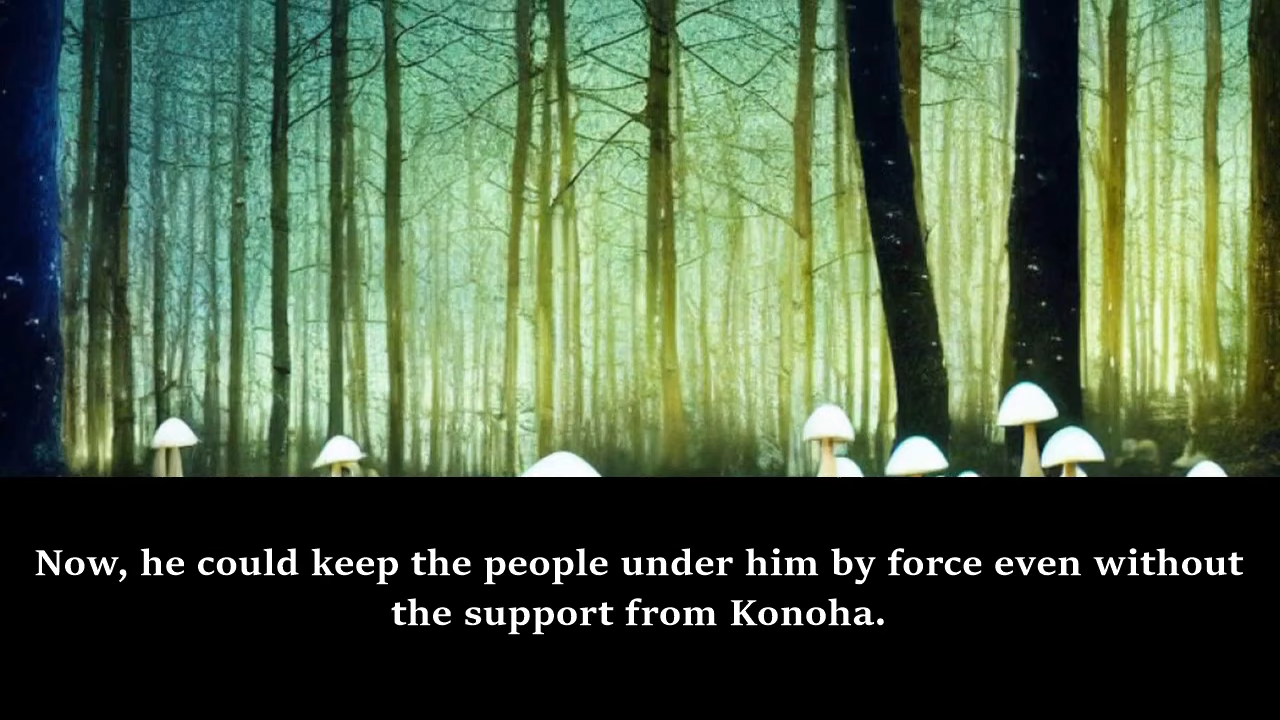 Now, he could keep the people under him by force even without
the support from Konoha.